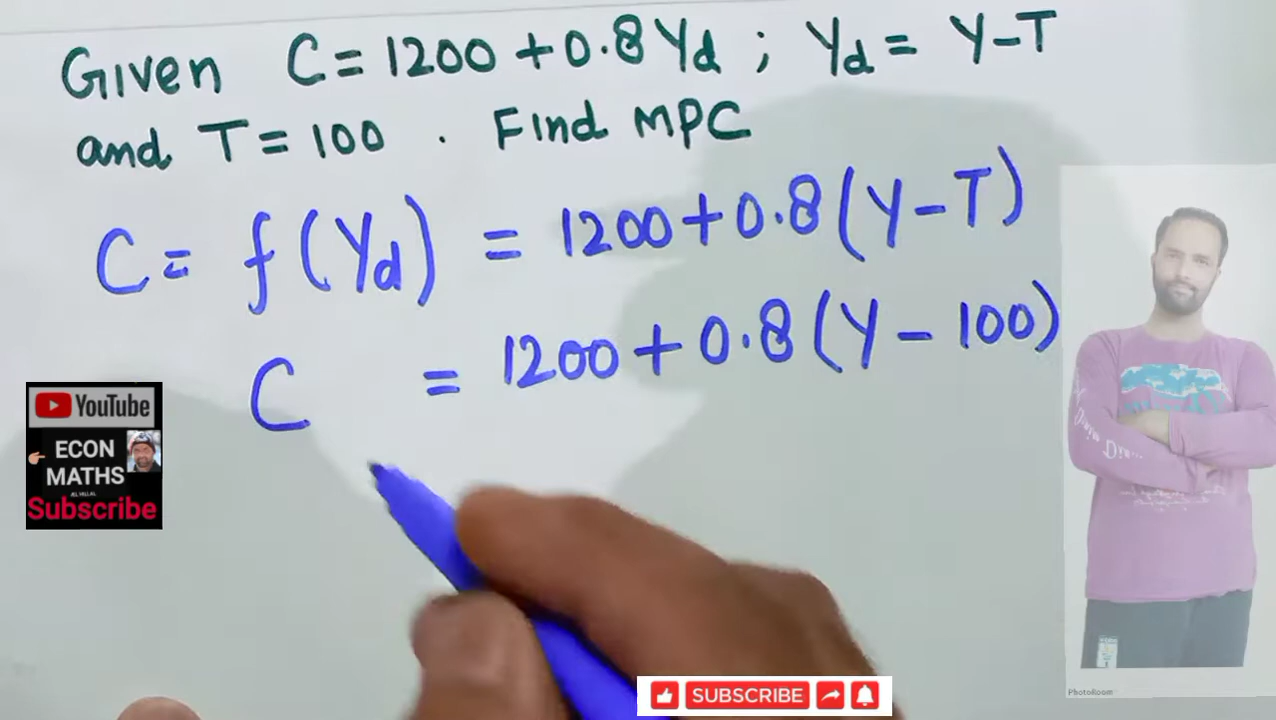 Given C = 1200 + 0.8 Yd ; Yd = Y - T
and T = 100 . Find MPC
C = f(Yd) = 1200 + 0.8 (Y - T)
C = 1200 + 0.8 (Y - 100)
YouTube
ECON
MATHS
Subscribe
SUBSCRIBE
PhotoRoom